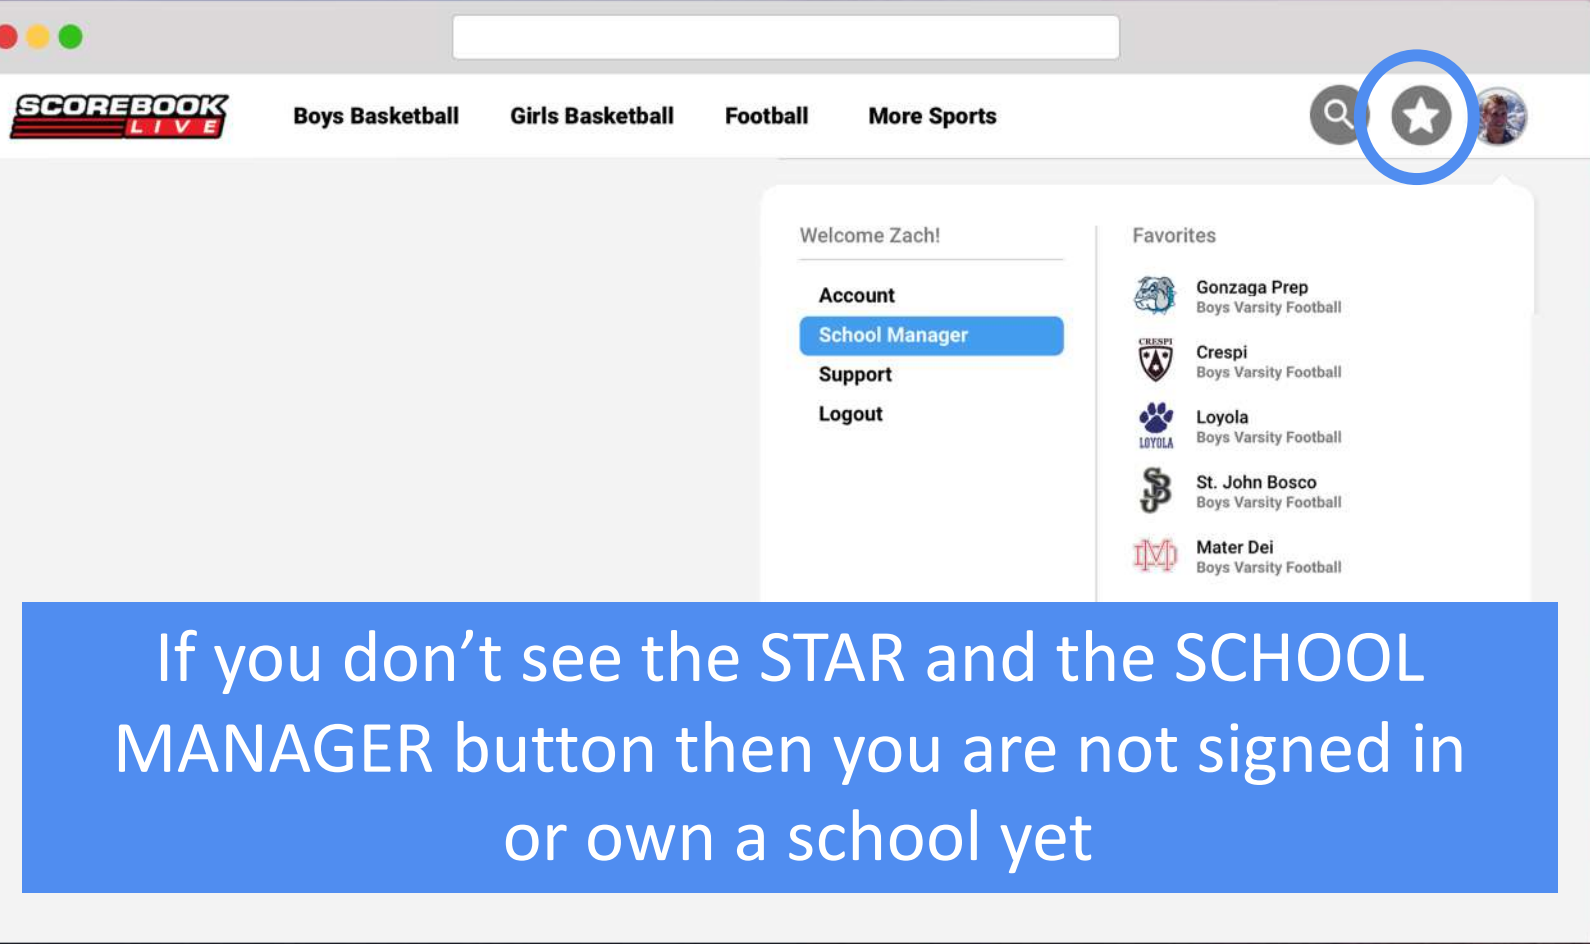 SCOREBOOK
LIVE
Boys Basketball
Girls Basketball
Football
More Sports
Welcome Zach!
Account
School Manager
Support
Logout
Favorites
Gonzaga Prep
Boys Varsity Football
CRESPI
Crespi
Boys Varsity Football
LOYOLA
Loyola
Boys Varsity Football
SJB
St. John Bosco
Boys Varsity Football
MD
Mater Dei
Boys Varsity Football
If you don’t see the STAR and the SCHOOL
MANAGER button then you are not signed in
or own a school yet